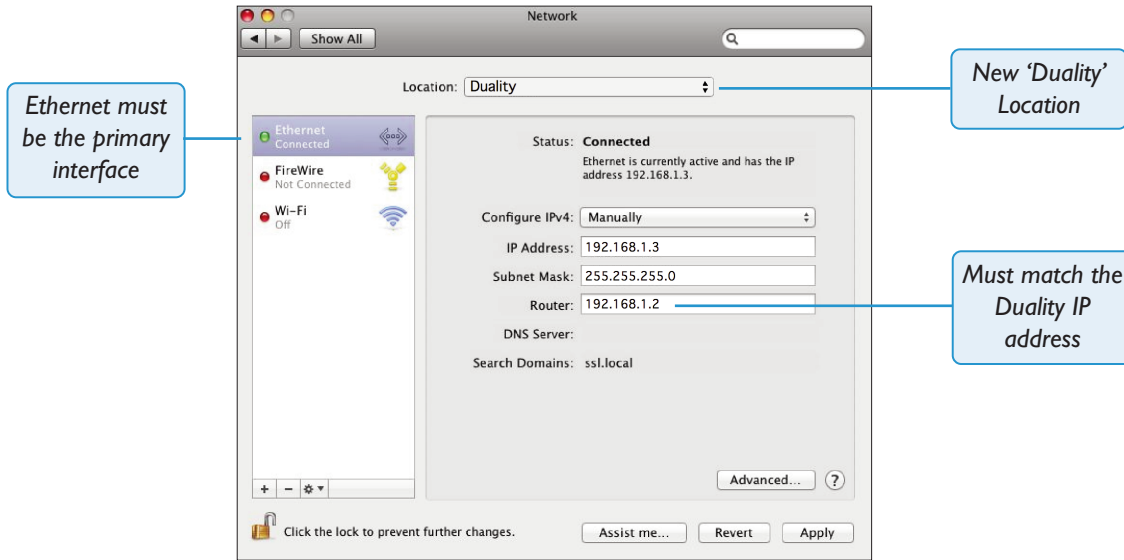 Network
Show All
Location: Duality
New ‘Duality’
Location
Ethernet must
be the primary
interface
Ethernet
Connected
FireWire
Not Connected
Wi-Fi
Off
Status: Connected
Ethernet is currently active and has the IP
address 192.168.1.3.
Configure IPv4: Manually
IP Address: 192.168.1.3
Subnet Mask: 255.255.255.0
Router: 192.168.1.2
DNS Server:
Search Domains: ssl.local
Must match the
Duality IP
address
Advanced... ?
+ −
Click the lock to prevent further changes.
Assist me... Revert Apply